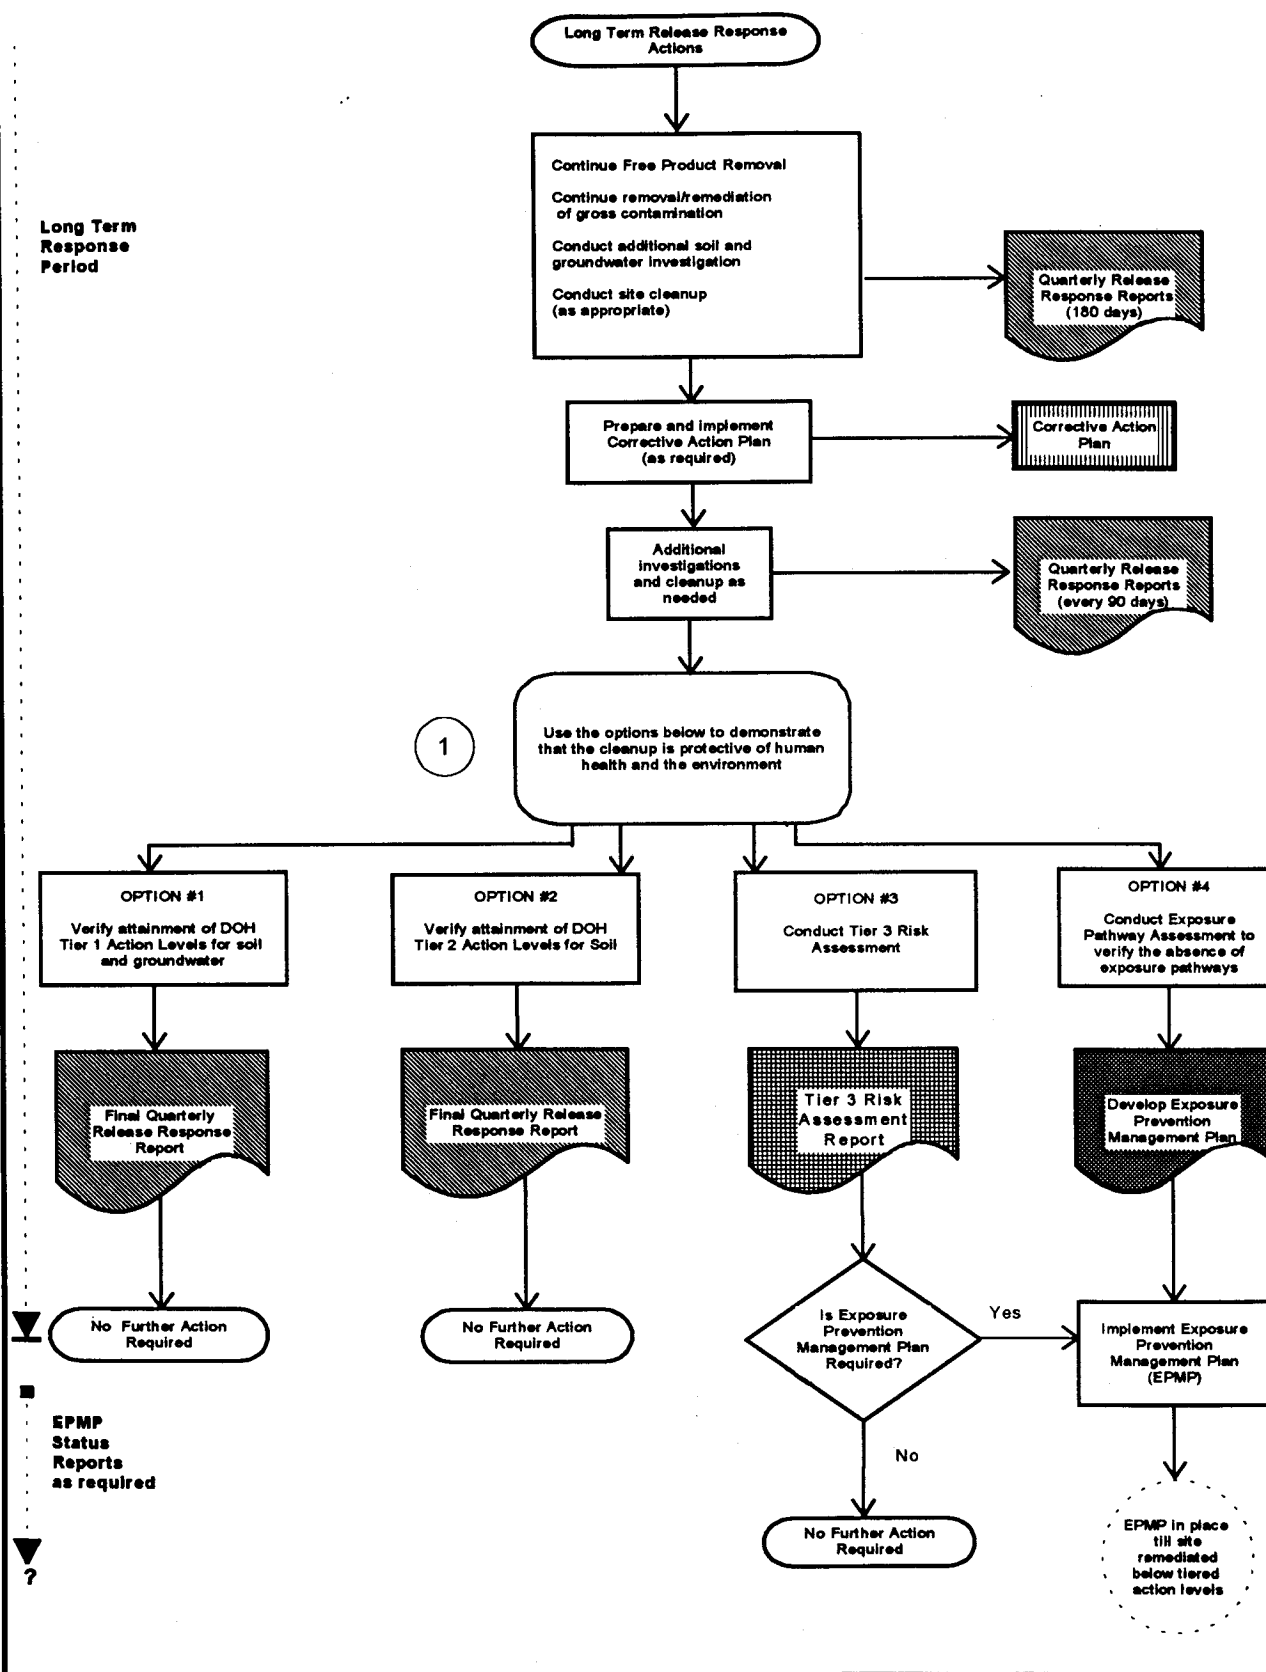 Long Term Release Response
Actions
Continue Free Product Removal
Continue removal/remediation
of gross contamination
Conduct additional soil and
groundwater investigation
Conduct site cleanup
(as appropriate)
Long Term
Response
Period
Quarterly Release
Response Reports
(180 days)
Prepare and implement
Corrective Action Plan
(as required)
Corrective Action
Plan
Additional
investigations
and cleanup as
needed
Quarterly Release
Response Reports
(every 90 days)
1
Use the options below to demonstrate
that the cleanup is protective of human
health and the environment
OPTION #1
Verify attainment of DOH
Tier 1 Action Levels for soil
and groundwater
OPTION #2
Verify attainment of DOH
Tier 2 Action Levels for Soil
OPTION #3
Conduct Tier 3 Risk
Assessment
OPTION #4
Conduct Exposure
Pathway Assessment to
verify the absence of
exposure pathways
Final Quarterly
Release Response
Report
Final Quarterly Release
Response Report
Tier 3 Risk
Assessment
Report
Develop Exposure
Prevention
Management Plan
No Further Action
Required
No Further Action
Required
Is Exposure
Prevention
Management Plan
Required?
Yes
Implement Exposure
Prevention
Management Plan
(EPMP)
EPMP
Status
Reports
as required
No
No Further Action
Required
EPMP in place
till site
remediated
below tiered
action levels
?